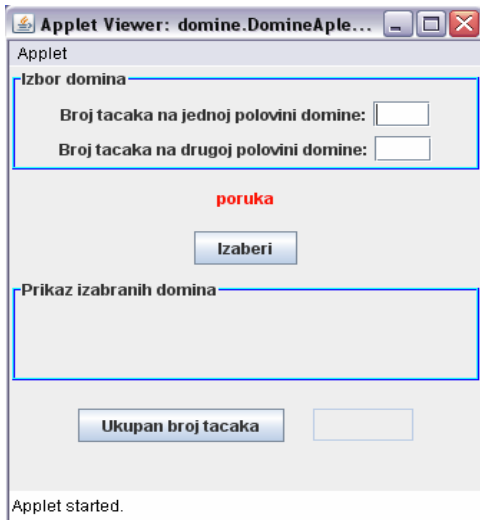 Applet Viewer: domine.DomineAple...
Applet
Izbor domina
Broj tacaka na jednoj polovini domine:
Broj tacaka na drugoj polovini domine:
poruka
Izaberi
Prikaz izabranih domina
Ukupan broj tacaka
Applet started.